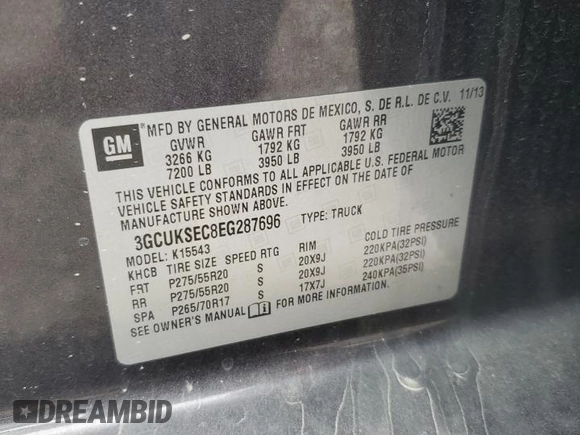 MFD BY GENERAL MOTORS DE MEXICO, S. DE R.L. DE C.V. 11/13
GM
GVWR GAWR FRT GAWR RR
3266 KG 1792 KG 1792 KG
7200 LB 3950 LB 3950 LB
THIS VEHICLE CONFORMS TO ALL APPLICABLE U.S. FEDERAL MOTOR
VEHICLE SAFETY STANDARDS IN EFFECT ON THE DATE OF
MANUFACTURE SHOWN ABOVE.
3GCUKSEC8EG287696 TYPE: TRUCK
MODEL: K15543
KHCB TIRE SIZE SPEED RTG RIM COLD TIRE PRESSURE
FRT P275/55R20 S 20X9J 220KPA(32PSI)
RR P275/55R20 S 20X9J 220KPA(32PSI)
SPA P265/70R17 S 17X7J 240KPA(35PSI)
SEE OWNER'S MANUAL FOR MORE INFORMATION.
DREAMBID